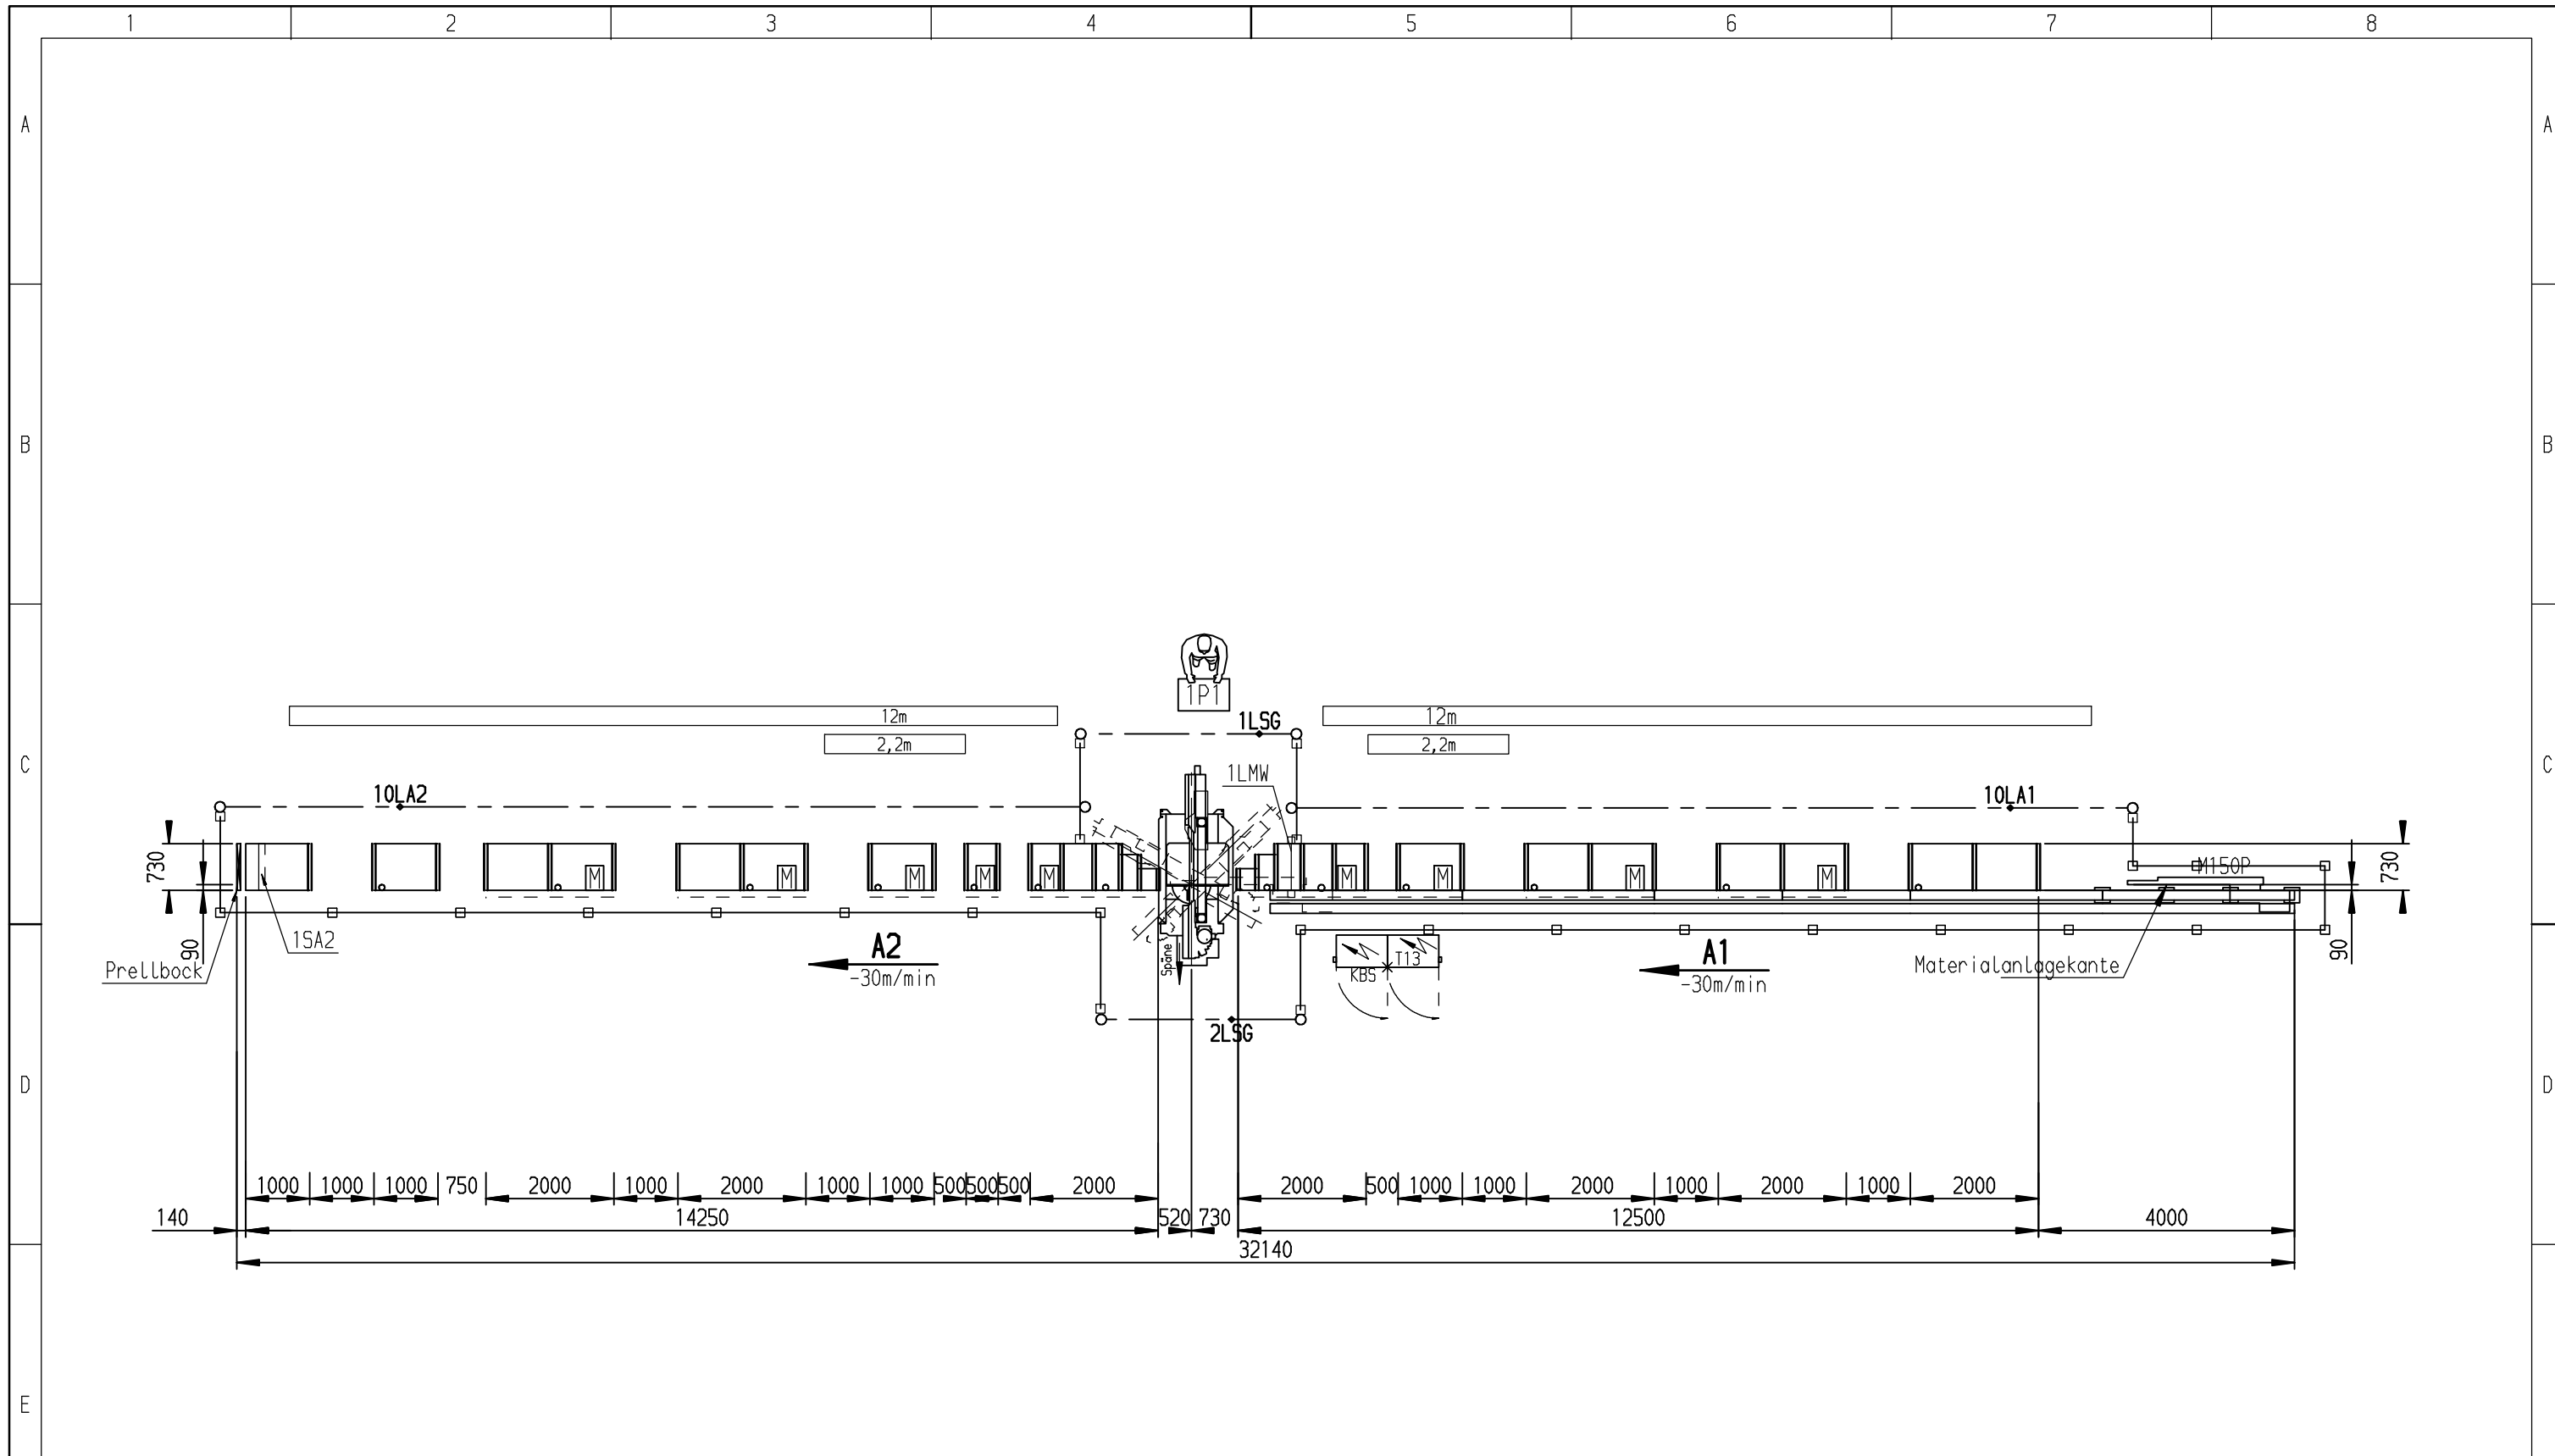 1 2 3 4 5 6 7 8
A A
B B
1P1
12m 12m
1LSG
2,2m 2,2m
C C
1LMW
10LA2 10LA1
730 M150P 730
M M M M M M M M M
90 1SA2 Späne A2 T13 A1 90
Prellbock -30m/min KBS -30m/min Materialanlagekante
2LSG
D D
1000 1000 1000 750 2000 1000 2000 1000 1000 500 500 500 2000 2000 500 1000 1000 2000 1000 2000 1000 2000
140 14250 520 730 12500 4000
32140
E